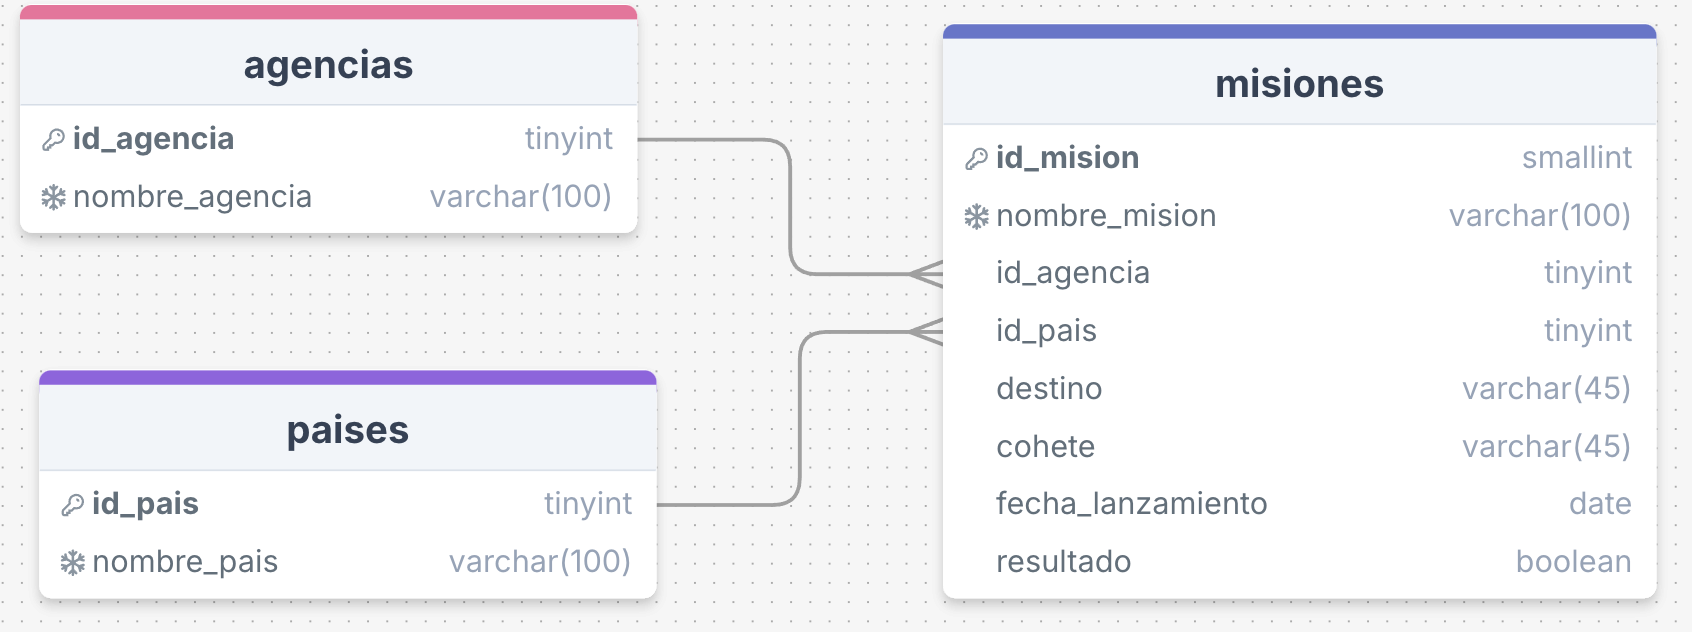 agencias
id_agencia tinyint
nombre_agencia varchar(100)
paises
id_pais tinyint
nombre_pais varchar(100)
misiones
id_mision smallint
nombre_mision varchar(100)
id_agencia tinyint
id_pais tinyint
destino varchar(45)
cohete varchar(45)
fecha_lanzamiento date
resultado boolean